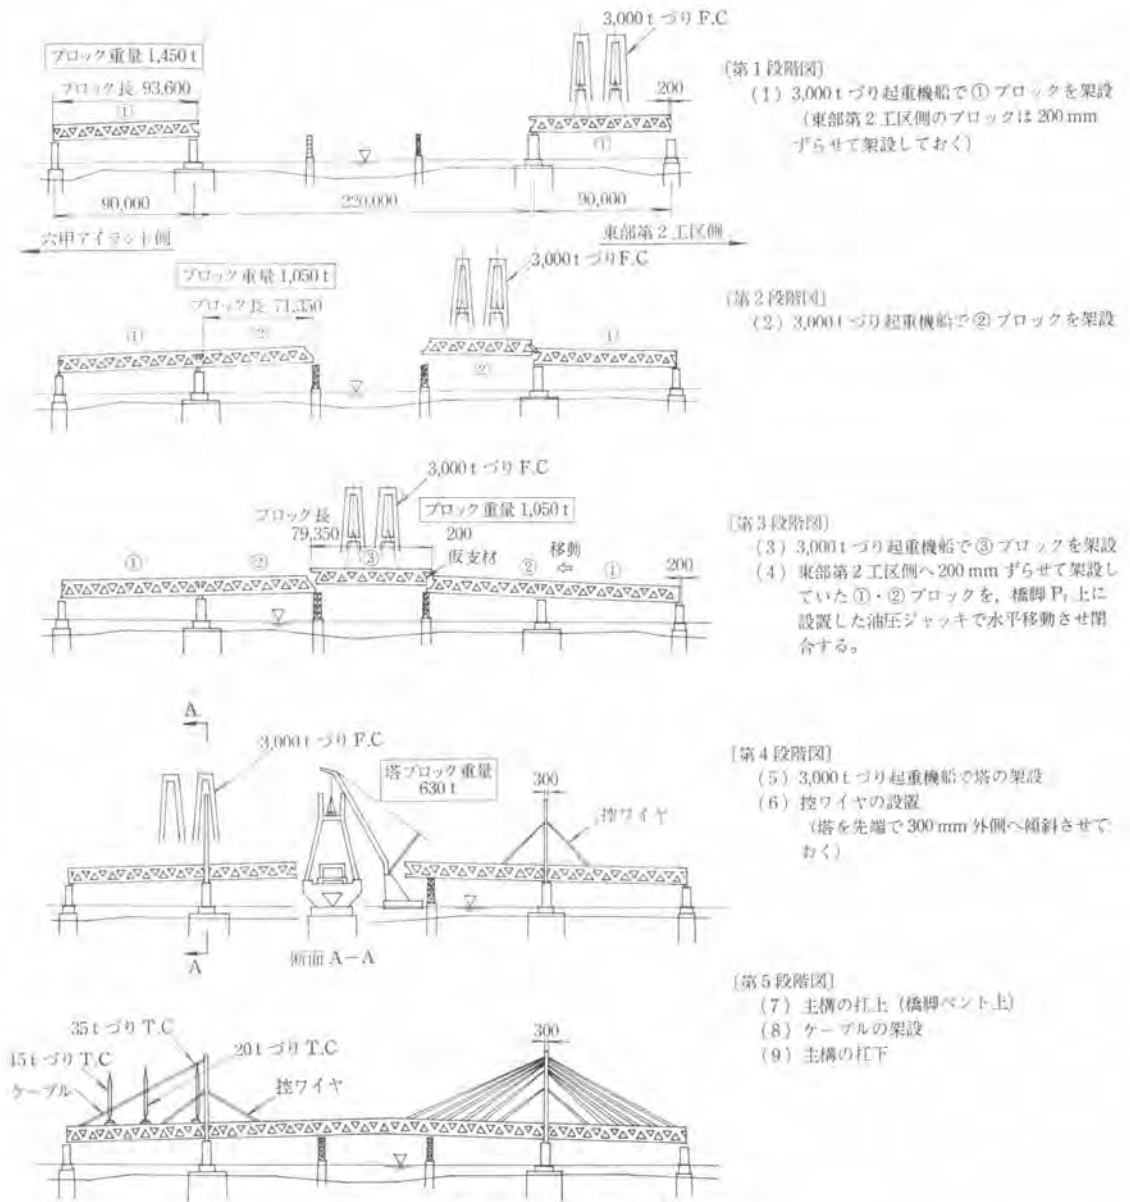 3,000 t づり F.C
ブロック重量 1,450 t
ブロック長 93,600
200
①
①
90,000
220,000
90,000
六甲アイランド側
東部第2工区側
〔第1段階図〕
(1) 3,000 t づり起重機船で①ブロックを架設
(東部第2工区側のブロックは 200 mm
ずらせて架設しておく)
3,000 t づり F.C
ブロック重量 1,050 t
ブロック長 71,350
①
②
②
①
〔第2段階図〕
(2) 3,000 t づり起重機船で②ブロックを架設
3,000 t づり F.C
ブロック長
79,350
ブロック重量 1,050 t
200
仮支材
移動
①
②
③
②
①
200
〔第3段階図〕
(3) 3,000 t づり起重機船で③ブロックを架設
(4) 東部第2工区側へ 200 mm ずらせて架設し
ていた①・②ブロックを，橋脚 P₁ 上に
設置した油圧ジャッキで水平移動させ閉
合する。
A
3,000 t づり F.C
塔ブロック重量
630 t
300
控ワイヤ
A
断面 A－A
〔第4段階図〕
(5) 3,000 t づり起重機船で塔の架設
(6) 控ワイヤの設置
(塔を先端で 300 mm 外側へ傾斜させて
おく)
35 t づり T.C
20 t づり T.C
15 t づり T.C
ケーブル
控ワイヤ
300
〔第5段階図〕
(7) 主構の扛上 (橋脚ベント上)
(8) ケーブルの架設
(9) 主構の扛下